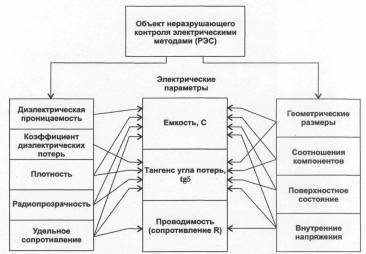 Объект неразрушающего
контроля электрическими
методами (РЭС)
Электрические
параметры
Диэлектрическая
проницаемость
Коэффициент
диэлектрических
потерь
Плотность
Радиопрозрачность
Удельное
сопротивление
Емкость, С
Тангенс угла потерь,
tgδ
Проводимость
(сопротивление R)
Геометрические
размеры
Соотношения
компонентов
Поверхностное
состояние
Внутренние
напряжения